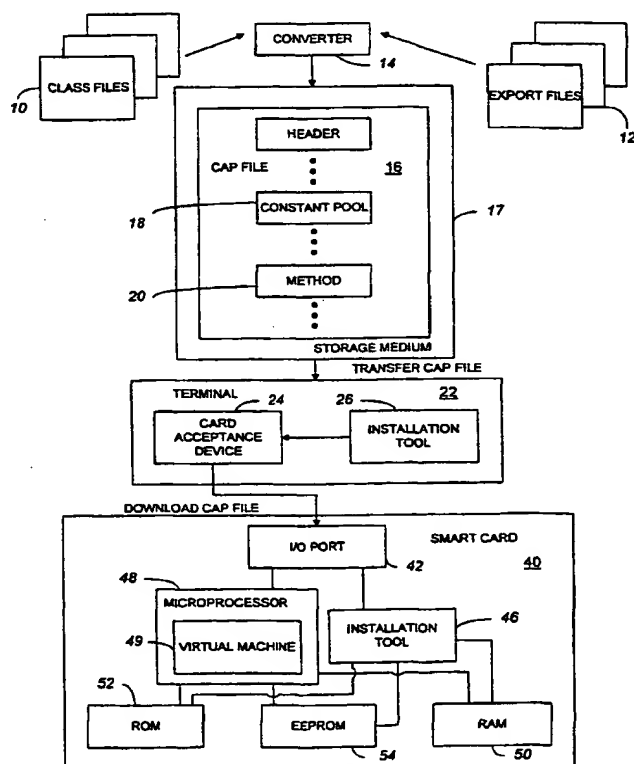 CONVERTER
14
10
CLASS FILES
EXPORT FILES
12
HEADER
CAP FILE
16
18
CONSTANT POOL
17
20
METHOD
STORAGE MEDIUM
TRANSFER CAP FILE
TERMINAL
24
26
22
CARD
ACCEPTANCE
DEVICE
INSTALLATION
TOOL
DOWNLOAD CAP FILE
SMART CARD
I/O PORT
40
42
48
MICROPROCESSOR
46
49
VIRTUAL MACHINE
INSTALLATION
TOOL
52
ROM
EEPROM
RAM
54
50